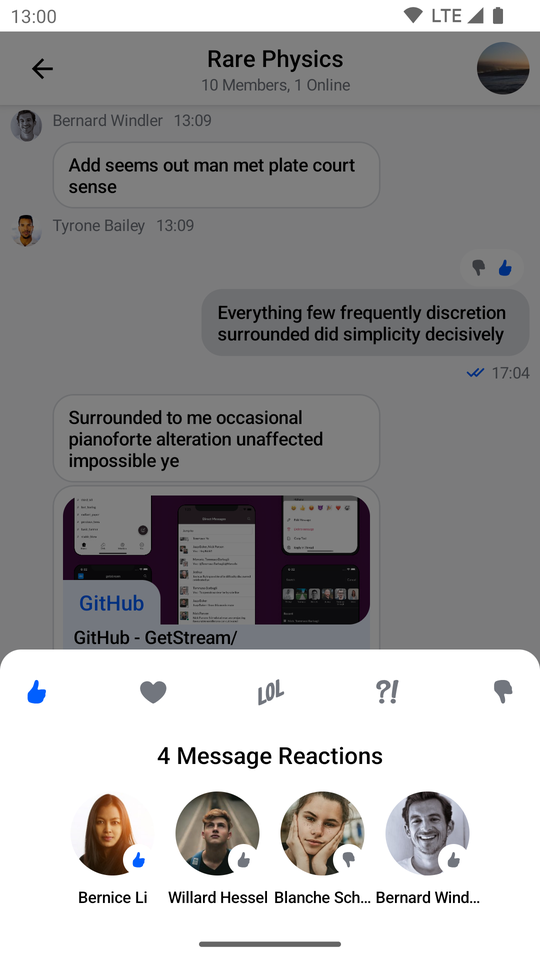 13:00
LTE
Rare Physics
10 Members, 1 Online
Bernard Windler 13:09
Add seems out man met plate court
sense
Tyrone Bailey 13:09
Everything few frequently discretion
surrounded did simplicity decisively
17:04
Surrounded to me occasional
pianoforte alteration unaffected
impossible ye
GitHub
GitHub - GetStream/
LOL
?!
4 Message Reactions
Bernice Li
Willard Hessel
Blanche Sch...
Bernard Wind...